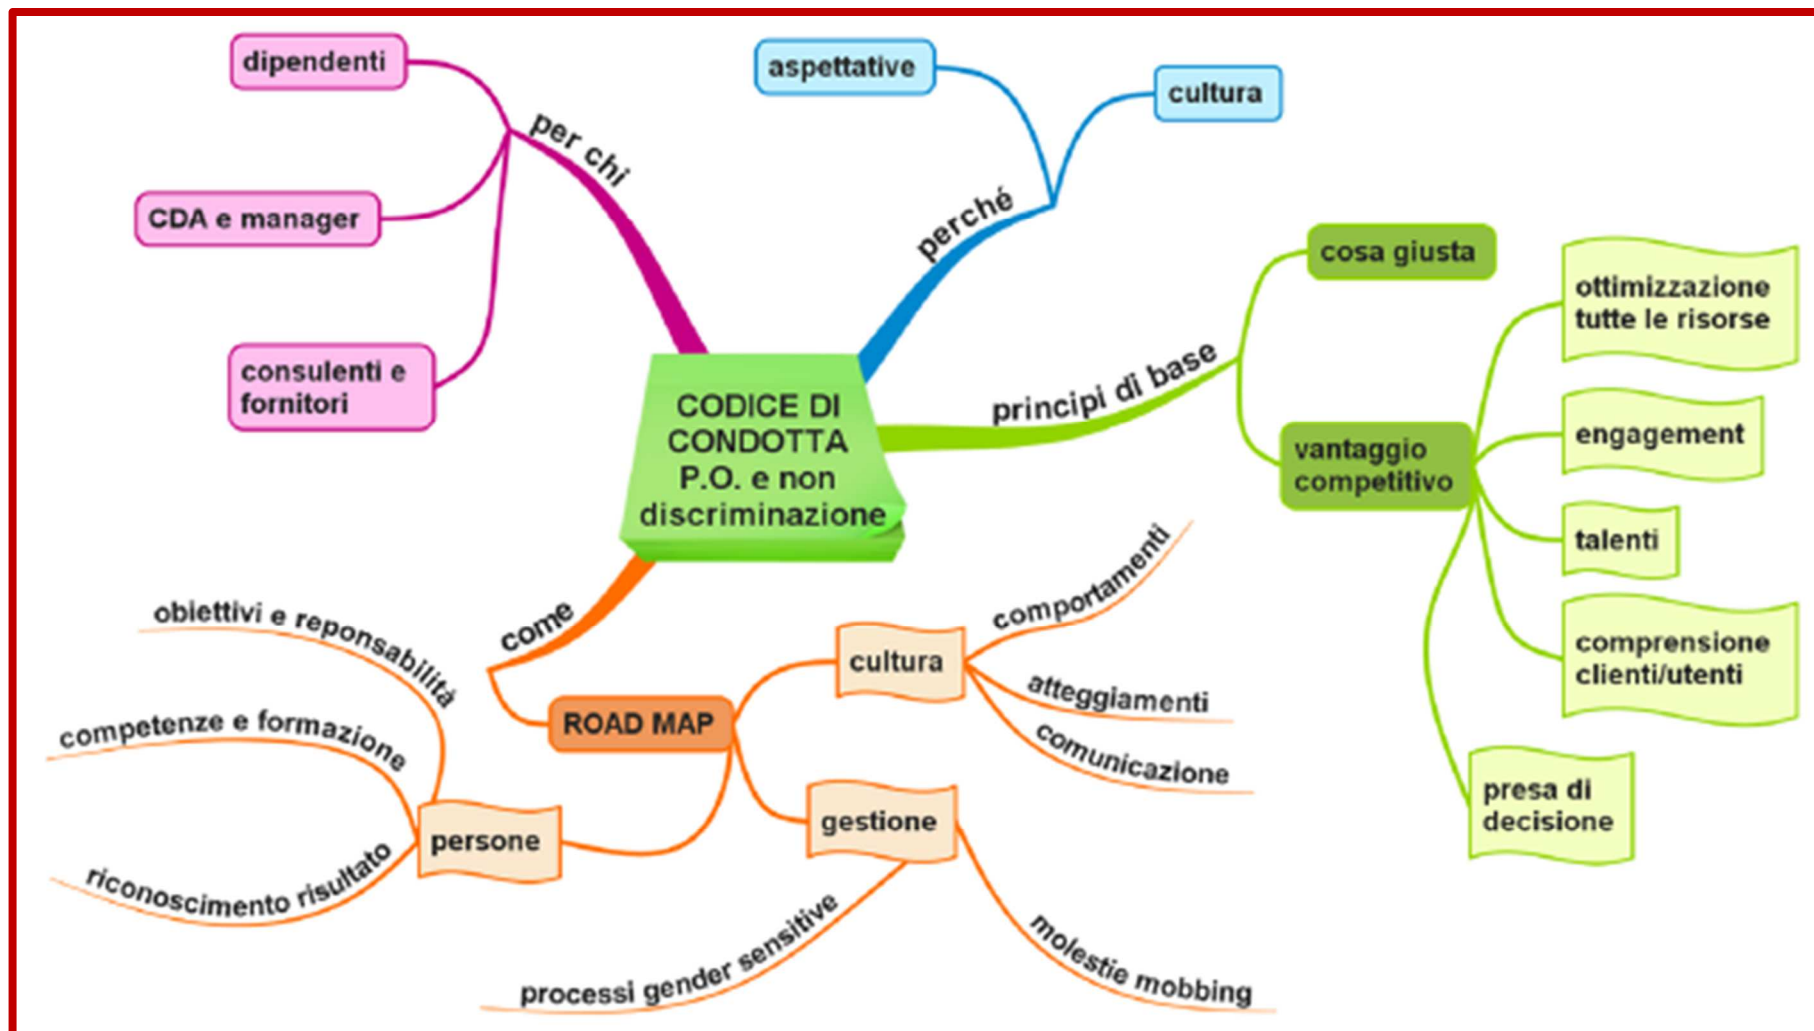 dipendenti
CDA e manager
consulenti e
fornitori
per chi
aspettative
cultura
perché
CODICE DI
CONDOTTA
P.O. e non
discriminazione
principi di base
cosa giusta
vantaggio
competitivo
ottimizzazione
tutte le risorse
engagement
talenti
comprensione
clienti/utenti
presa di
decisione
come
ROAD MAP
cultura
comportamenti
atteggiamenti
comunicazione
gestione
processi gender sensitive
molestie mobbing
persone
obiettivi e reponsabilità
competenze e formazione
riconoscimento risultato